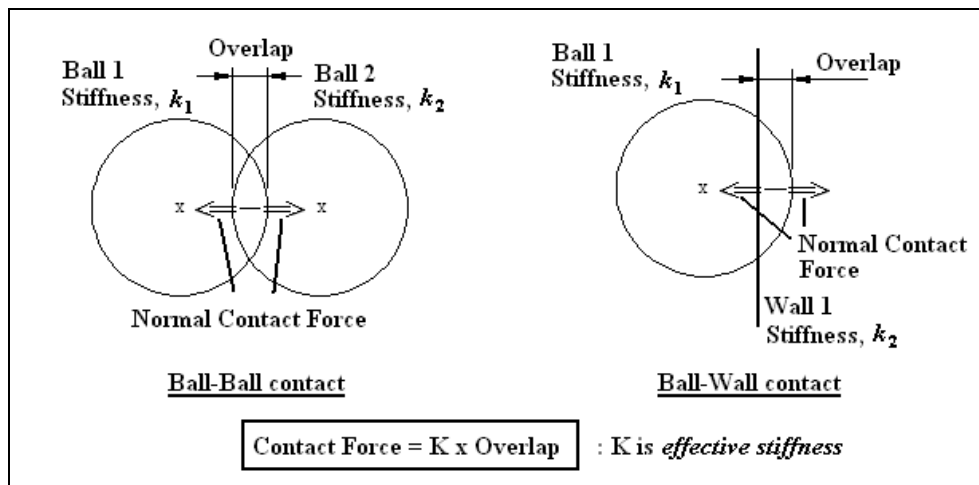 Overlap
Ball 1
Stiffness, k1
Ball 2
Stiffness, k2
x
x
Normal Contact Force
Ball-Ball contact
Ball 1
Stiffness, k1
Overlap
x
Normal Contact
Force
Wall 1
Stiffness, k2
Ball-Wall contact
Contact Force = K x Overlap : K is effective stiffness